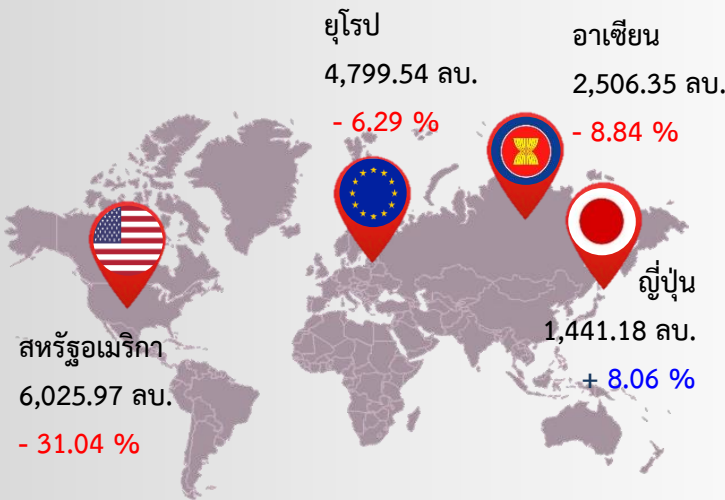 ยุโรป
4,799.54 ลบ.
- 6.29 %
อาเซียน
2,506.35 ลบ.
- 8.84 %
ญี่ปุ่น
1,441.18 ลบ.
+ 8.06 %
สหรัฐอเมริกา
6,025.97 ลบ.
- 31.04 %